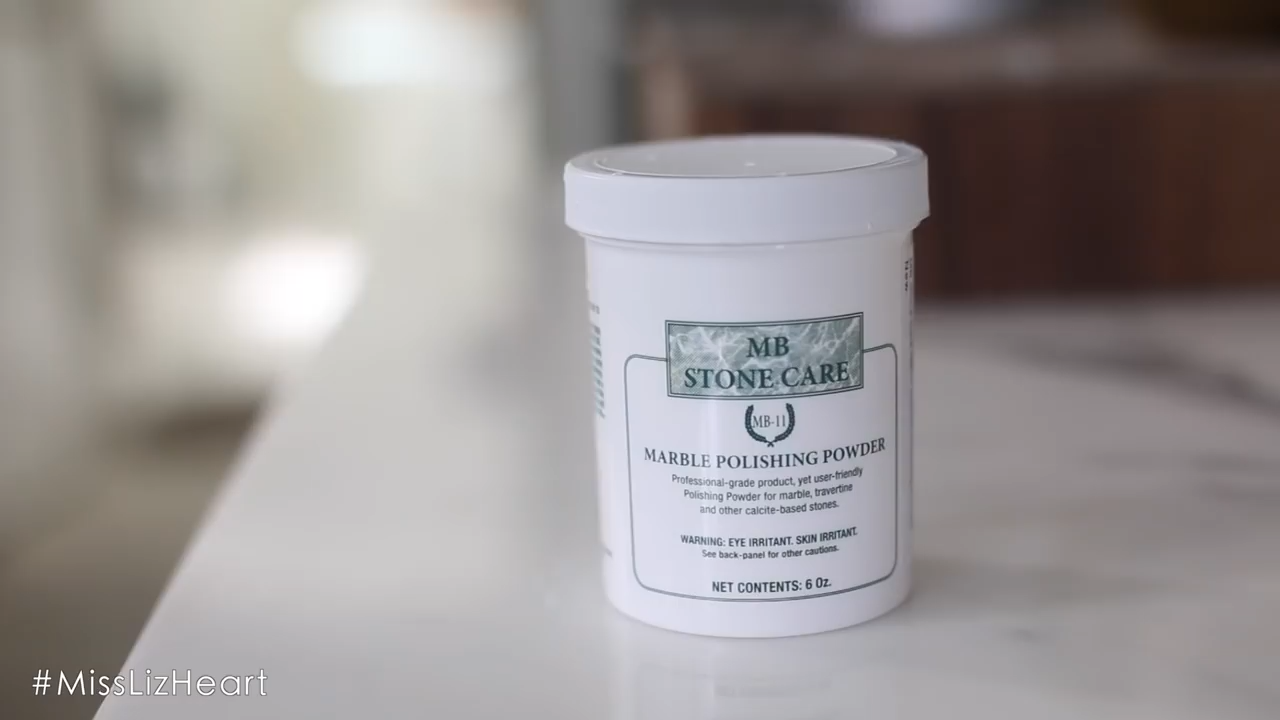 MB
STONE CARE
MB-11
MARBLE POLISHING POWDER
Professional-grade product, yet user-friendly
Polishing Powder for marble, travertine
and other calcite-based stones.
WARNING: EYE IRRITANT. SKIN IRRITANT.
See back-panel for other cautions.
NET CONTENTS: 6 Oz.
#MissLizHeart